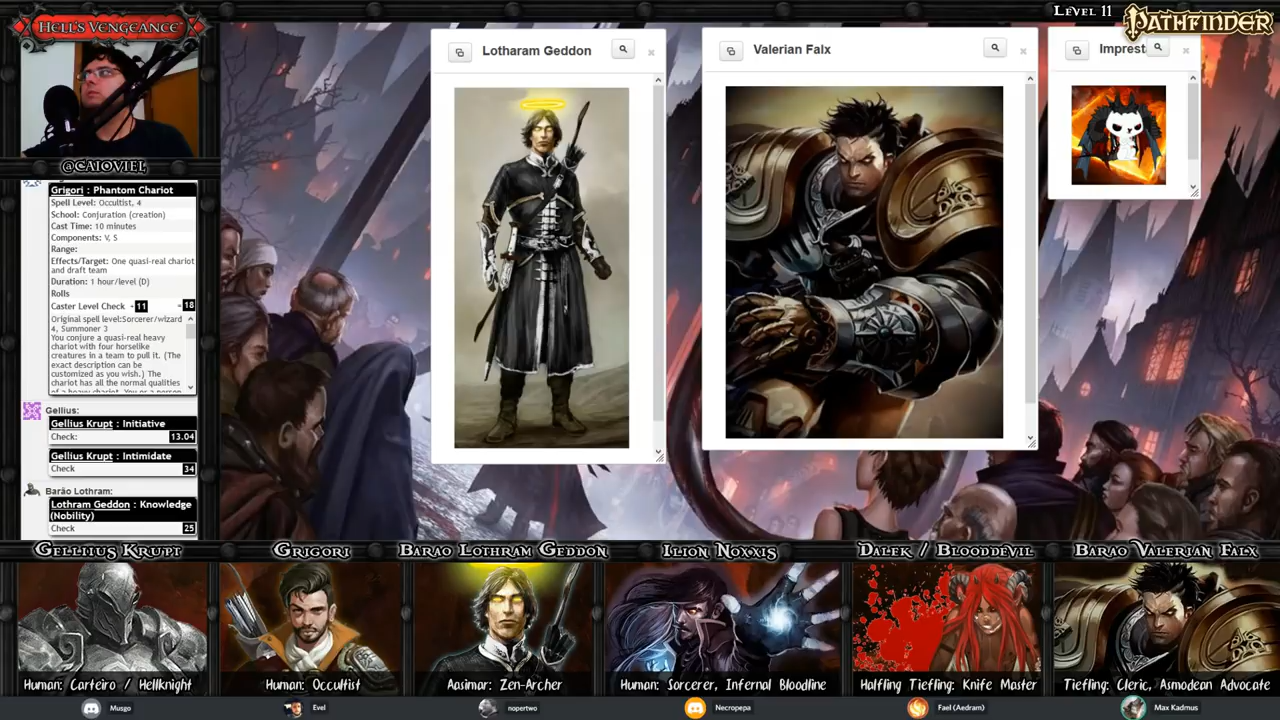 HELL'S VENGEANCE
LEVEL 11
PATHFINDER
@CAIOVIEL
Lotharam Geddon
Valerian Falx
Imprest
Grigori : Phantom Chariot
Spell Level: Occultist, 4
School: Conjuration (creation)
Cast Time: 10 minutes
Components: V, S
Range:
Effects/Target: One quasi-real chariot
and draft team
Duration: 1 hour/level (D)
Rolls
Caster Level Check - 11 = 18
Original spell level:Sorcerer/wizard
4, Summoner 3
You conjure a quasi-real heavy
chariot with four horselike
creatures in a team to pull it. (The
exact description can be
customized as you wish.) The
chariot has all the normal qualities
Gellius:
Gellius Krupt : Initiative
Check: 13.04
Gellius Krupt : Intimidate
Check 34
Barão Lothram:
Lothram Geddon : Knowledge
(Nobility)
Check 25
GELLIUS KRUPT
GRIGORI
BARAO LOTHRAM GEDDON
ILION NOXXIS
DALEK / BLOODDEVIL
BARAO VALERIAN FALX
Human: Carteiro / Hellknight
Human: Occultist
Aasimar: Zen-Archer
Human: Sorcerer, Infernal Bloodline
Halfling Tiefling: Knife Master
Tiefling: Cleric, Asmodean Advocate
Musgo
Evel
nopertwo
Necropepa
Fael (Aedram)
Max Kadmus